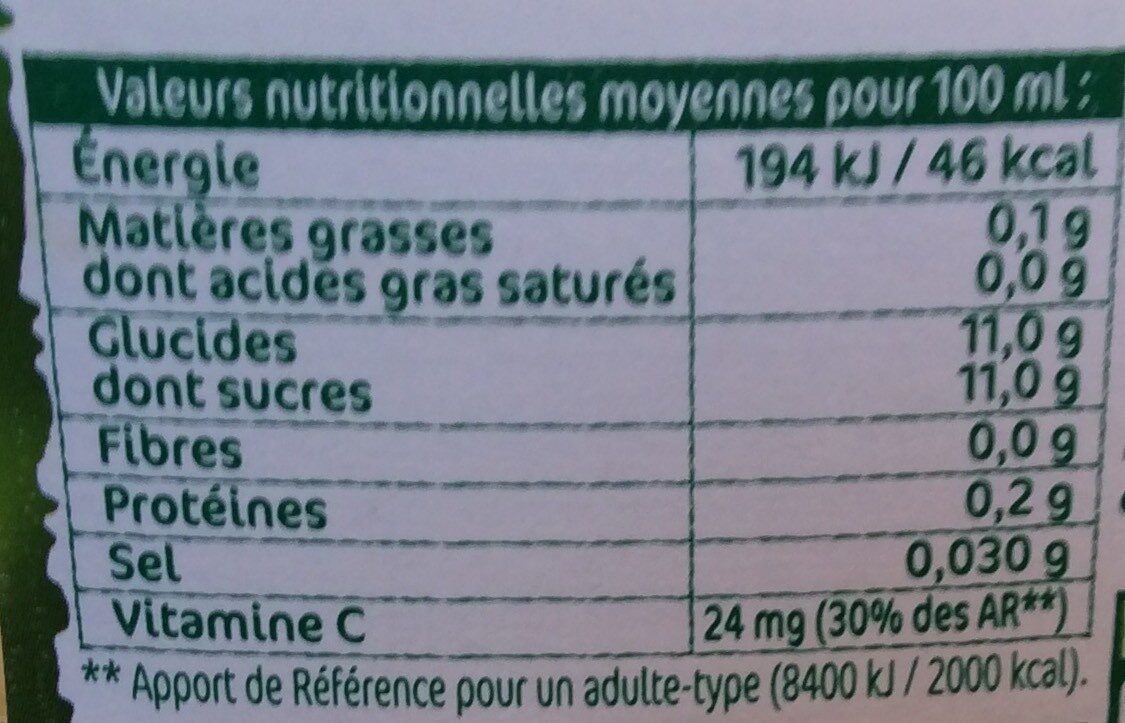 Valeurs nutritionnelles moyennes pour 100 ml :
Énergie 194 kJ / 46 kcal
Matières grasses 0,1 g
dont acides gras saturés 0,0 g
Glucides 11,0 g
dont sucres 11,0 g
Fibres 0,0 g
Protéines 0,2 g
Sel 0,030 g
Vitamine C 24 mg (30% des AR**)
** Apport de Référence pour un adulte-type (8400 kJ / 2000 kcal).